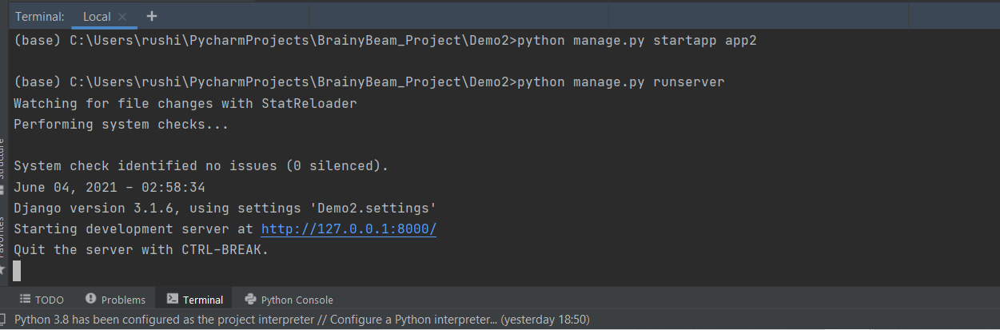 Terminal: Local × +
(base) C:\Users\rushi\PycharmProjects\BrainyBeam_Project\Demo2>python manage.py startapp app2
(base) C:\Users\rushi\PycharmProjects\BrainyBeam_Project\Demo2>python manage.py runserver
Watching for file changes with StatReloader
Performing system checks...
System check identified no issues (0 silenced).
June 04, 2021 - 02:58:34
Django version 3.1.6, using settings 'Demo2.settings'
Starting development server at http://127.0.0.1:8000/
Quit the server with CTRL-BREAK.
Structure
Favorites
TODO Problems Terminal Python Console
Python 3.8 has been configured as the project interpreter // Configure a Python interpreter... (yesterday 18:50)